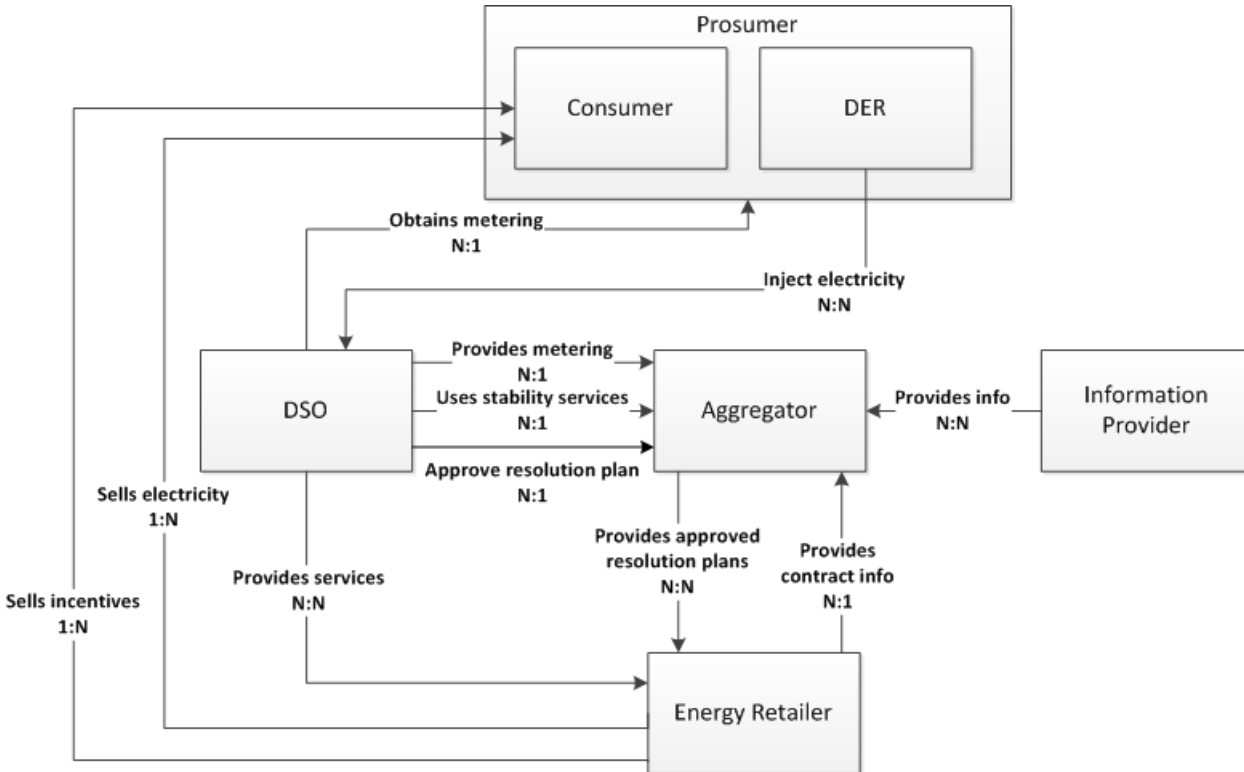 Prosumer
Consumer
DER
Obtains metering
N:1
Inject electricity
N:N
DSO
Provides metering
N:1
Uses stability services
N:1
Approve resolution plan
N:1
Aggregator
Provides info
N:N
Information
Provider
Sells electricity
1:N
Provides services
N:N
Provides approved
resolution plans
N:N
Provides
contract info
N:1
Sells incentives
1:N
Energy Retailer